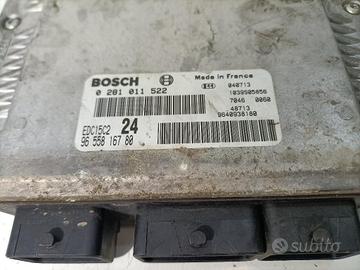 BOSCH
Made in France
0 281 011 522
040713
1039S05656
7046 0060
48713
9640938180
EDC15C2 24
96 558 167 80
subito